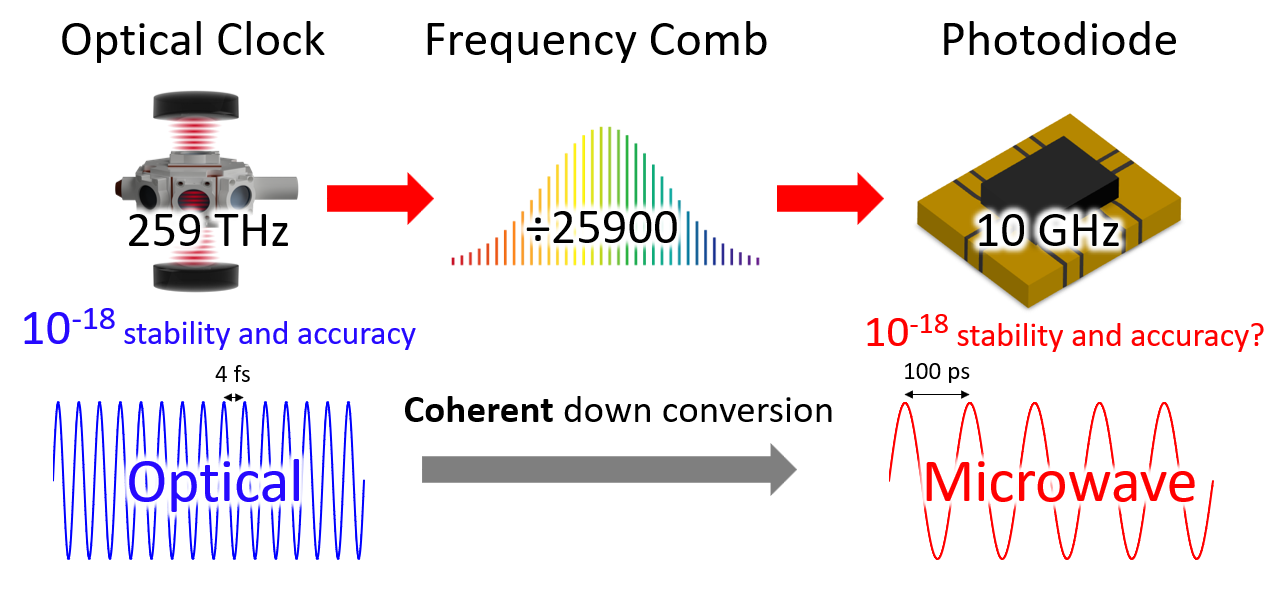 Optical Clock
Frequency Comb
Photodiode
259 THz
÷25900
10 GHz
10⁻¹⁸ stability and accuracy
10⁻¹⁸ stability and accuracy?
4 fs
100 ps
Coherent down conversion
Optical
Microwave